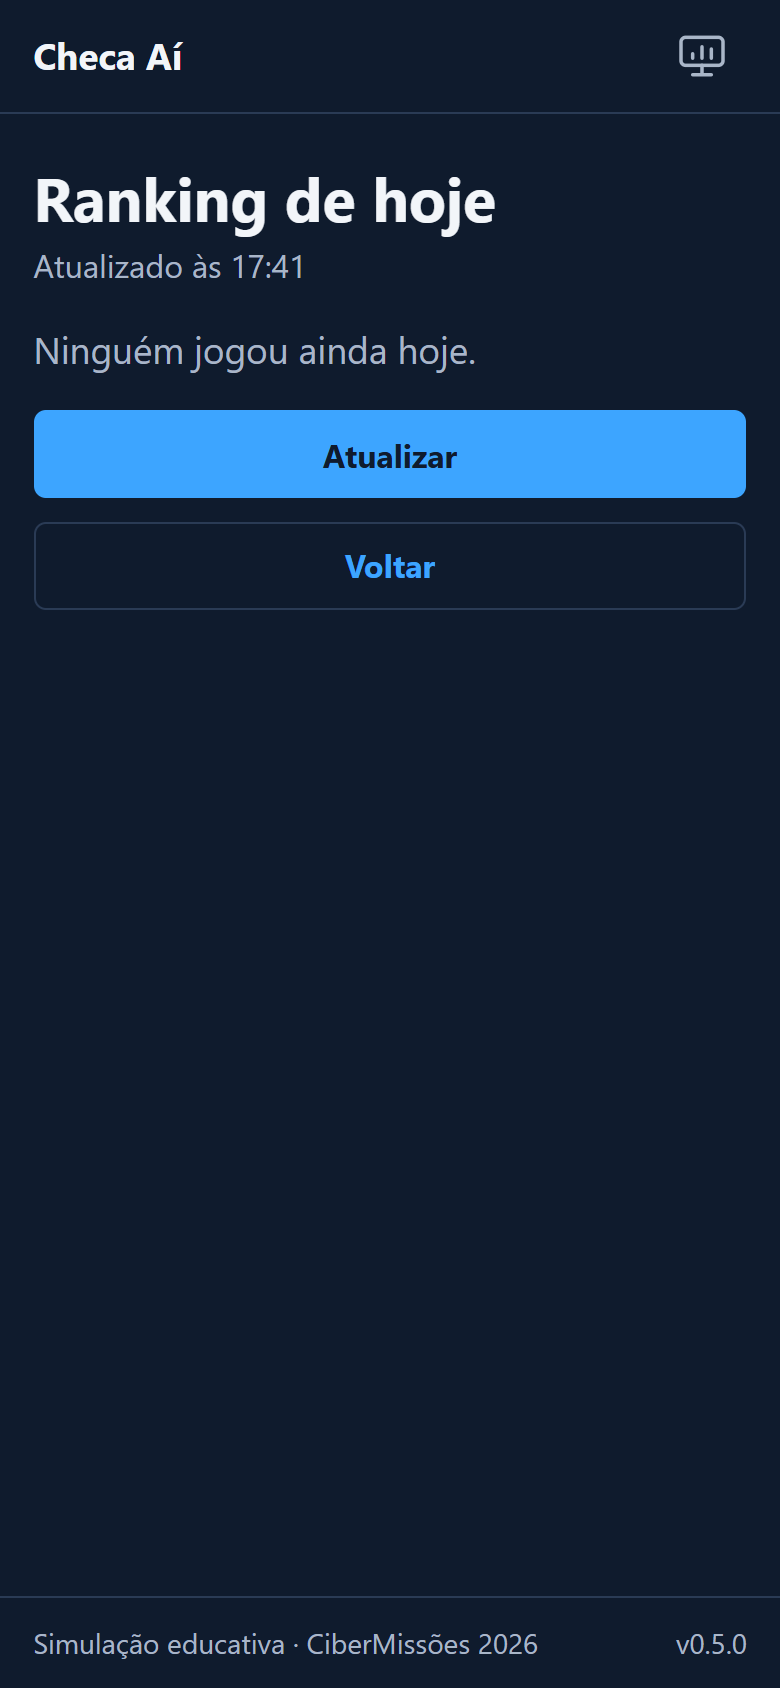 Checa Aí
Ranking de hoje
Atualizado às 17:41
Ninguém jogou ainda hoje.
Atualizar
Voltar
Simulação educativa · CiberMissões 2026
v0.5.0